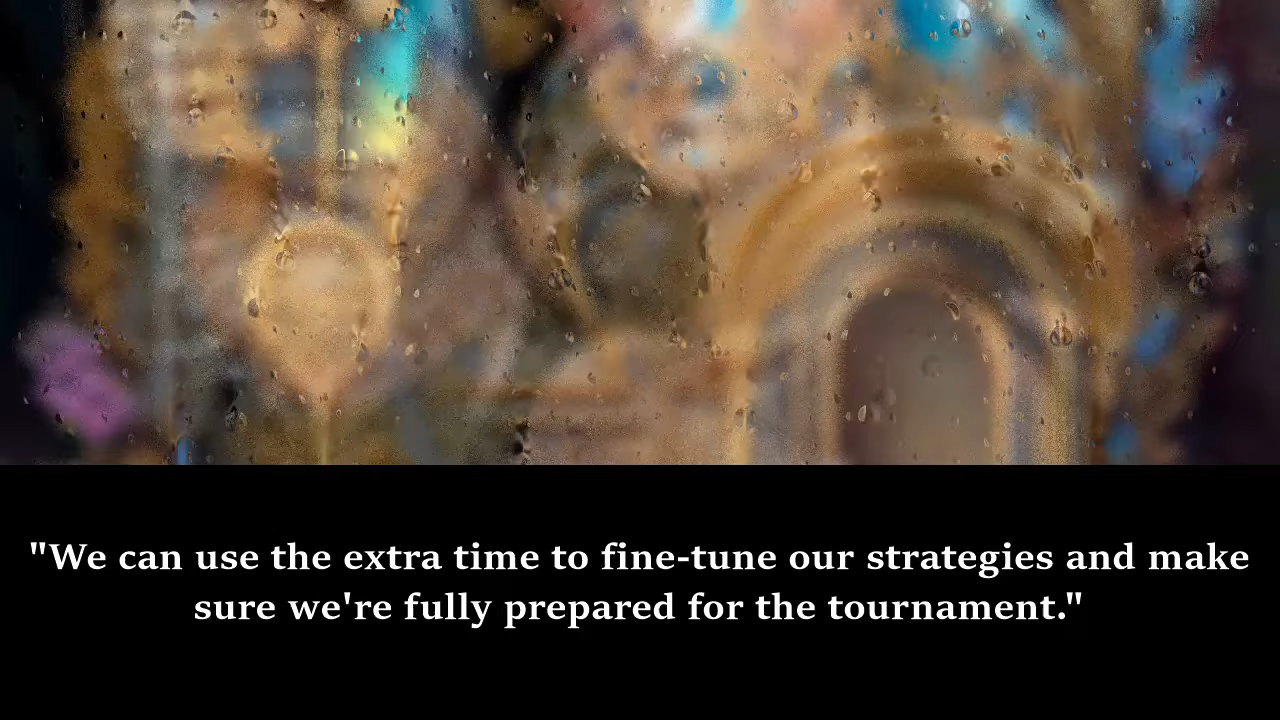 "We can use the extra time to fine-tune our strategies and make
sure we're fully prepared for the tournament."